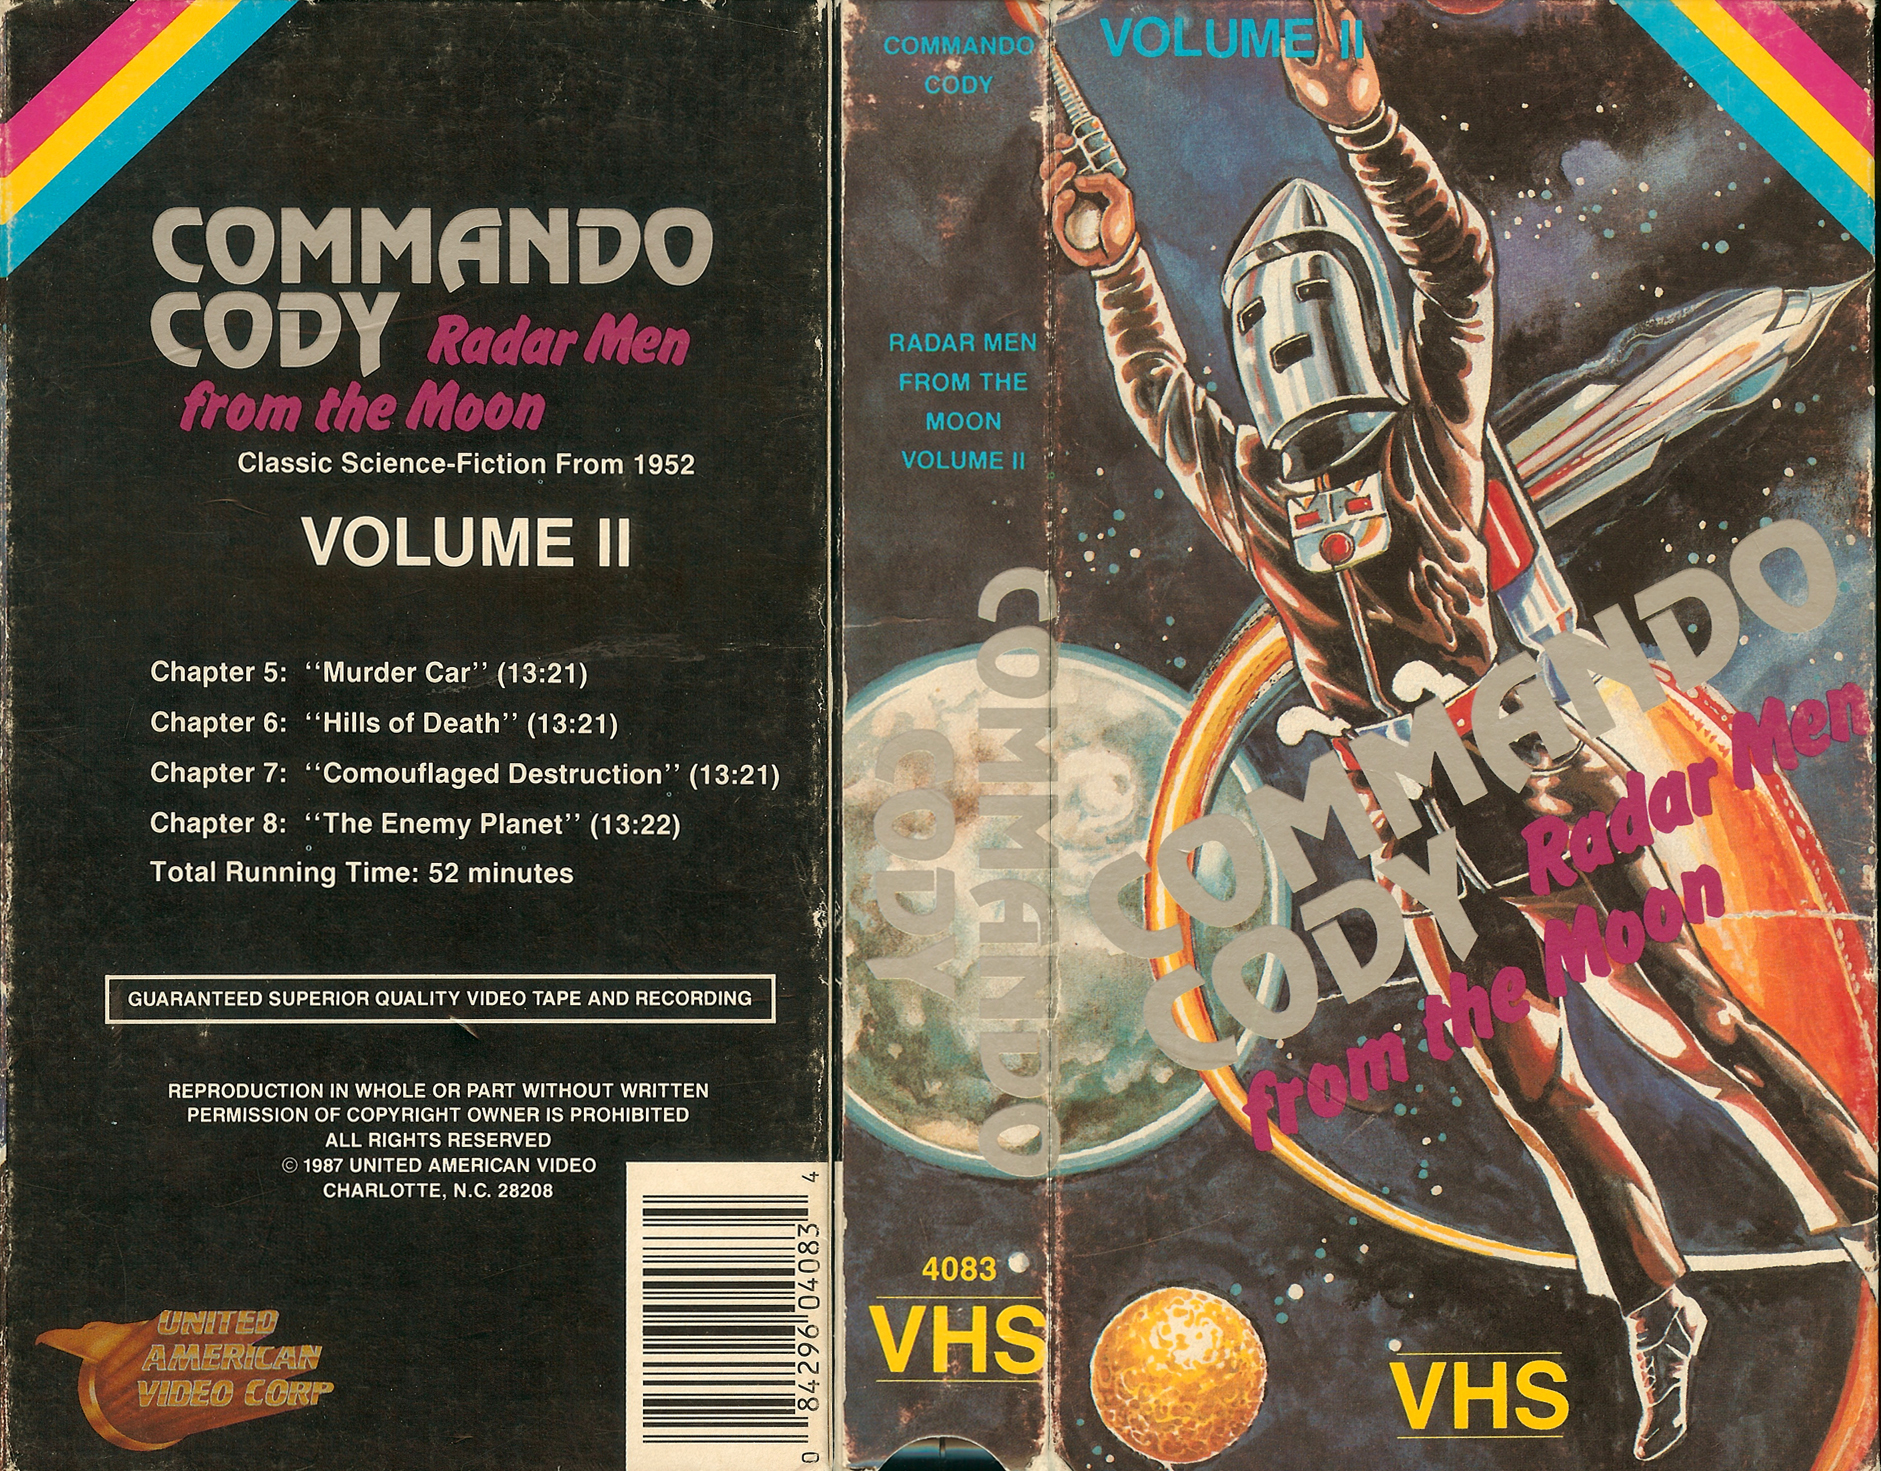 COMMANDO
CODY Radar Men
from the Moon
Classic Science-Fiction From 1952
VOLUME II
Chapter 5: "Murder Car" (13:21)
Chapter 6: "Hills of Death" (13:21)
Chapter 7: "Comouflaged Destruction" (13:21)
Chapter 8: "The Enemy Planet" (13:22)
Total Running Time: 52 minutes
GUARANTEED SUPERIOR QUALITY VIDEO TAPE AND RECORDING
REPRODUCTION IN WHOLE OR PART WITHOUT WRITTEN
PERMISSION OF COPYRIGHT OWNER IS PROHIBITED
ALL RIGHTS RESERVED
© 1987 UNITED AMERICAN VIDEO
CHARLOTTE, N.C. 28208
UNITED
AMERICAN
VIDEO CORP
0 84296 04083 4
COMMANDO
CODY
RADAR MEN
FROM THE
MOON
VOLUME II
COMMANDO
CODY
4083
VHS
VOLUME II
COMMANDO
CODY Radar Men
from the Moon
VHS